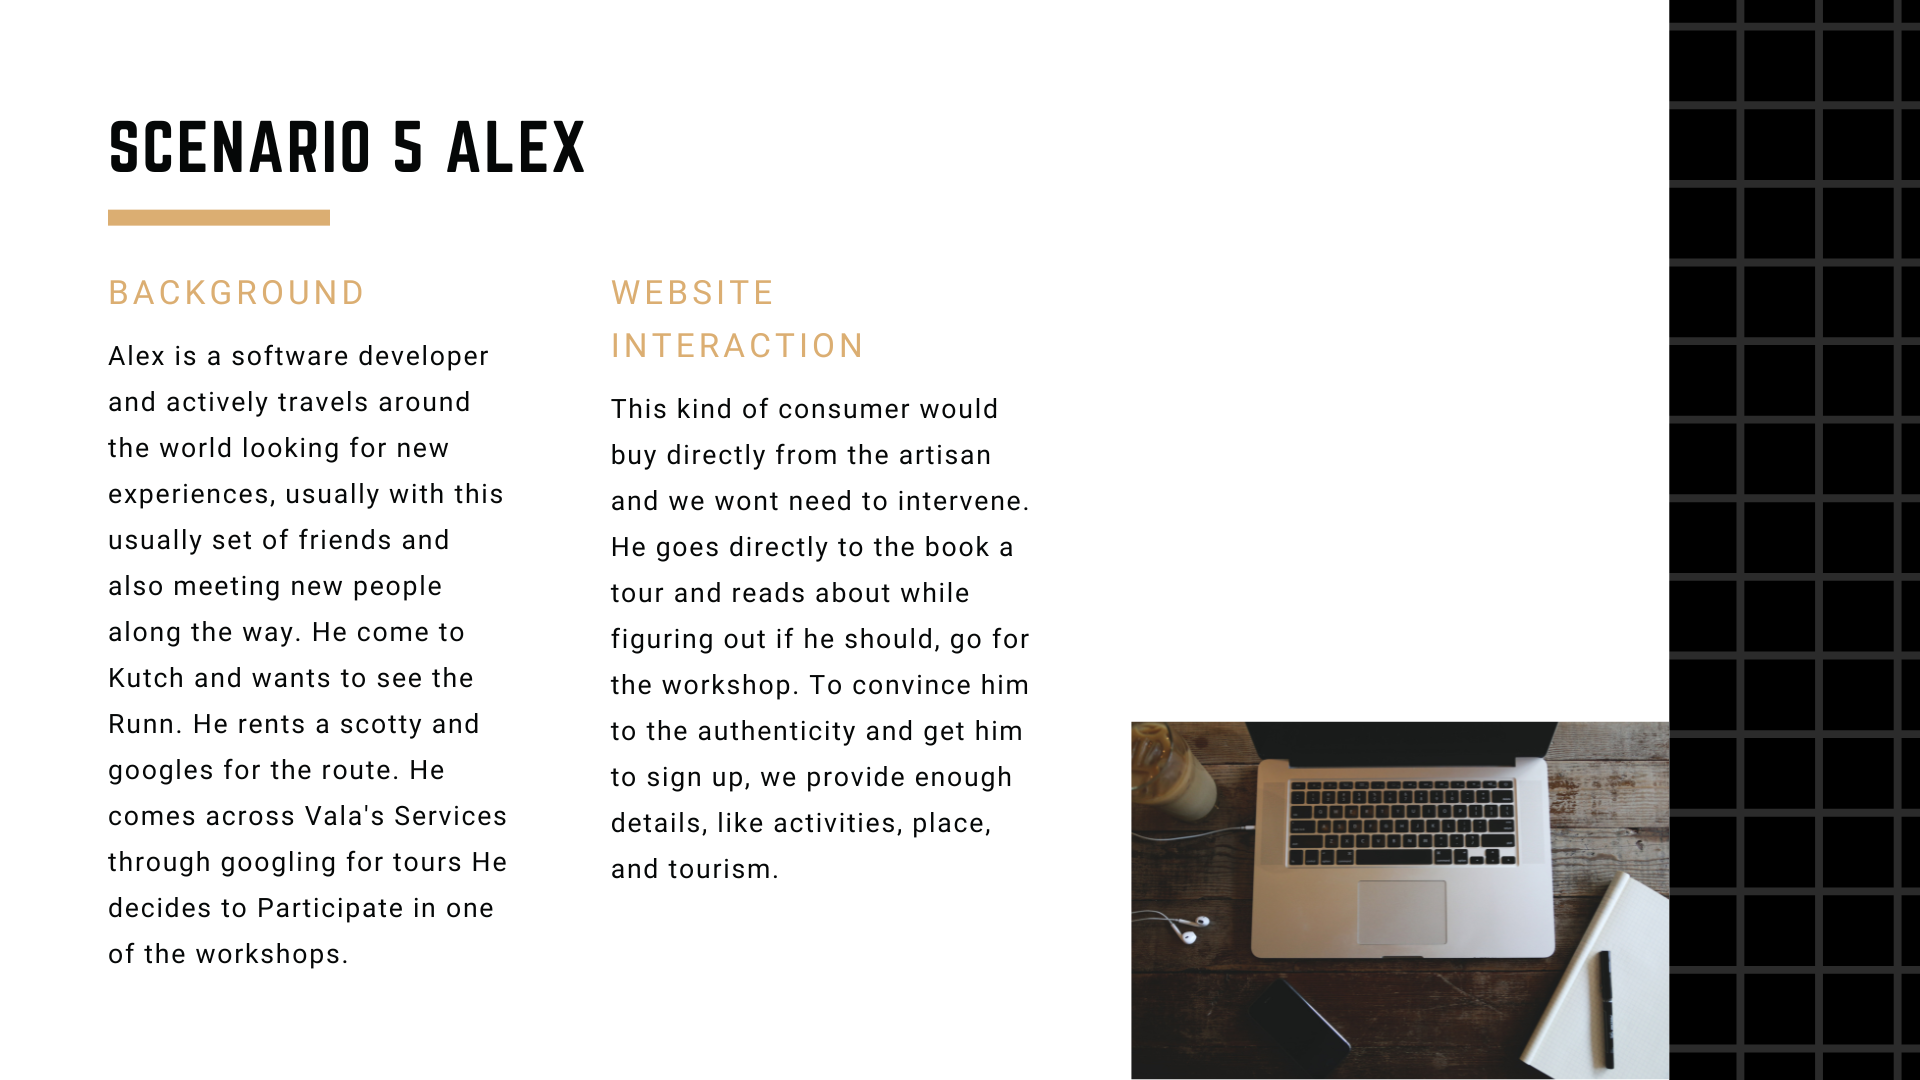 SCENARIO 5 ALEX
BACKGROUND
Alex is a software developer
and actively travels around
the world looking for new
experiences, usually with this
usually set of friends and
also meeting new people
along the way. He come to
Kutch and wants to see the
Runn. He rents a scotty and
googles for the route. He
comes across Vala's Services
through googling for tours He
decides to Participate in one
of the workshops.
WEBSITE
INTERACTION
This kind of consumer would
buy directly from the artisan
and we wont need to intervene.
He goes directly to the book a
tour and reads about while
figuring out if he should, go for
the workshop. To convince him
to the authenticity and get him
to sign up, we provide enough
details, like activities, place,
and tourism.